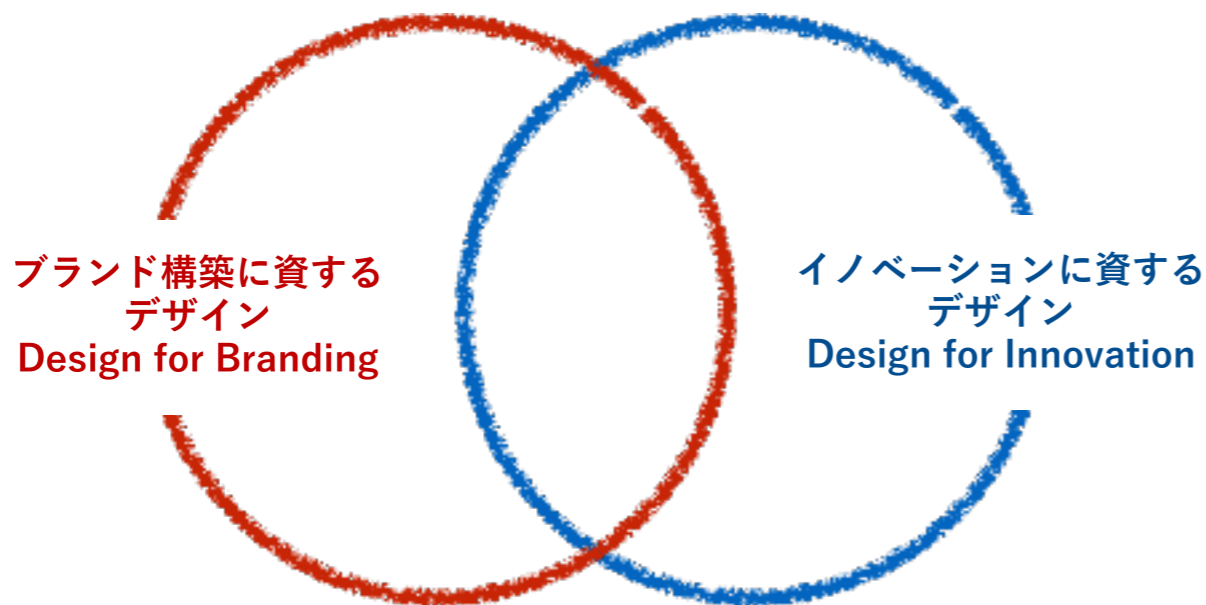 ブランド構築に資する
デザイン
Design for Branding
イノベーションに資する
デザイン
Design for Innovation